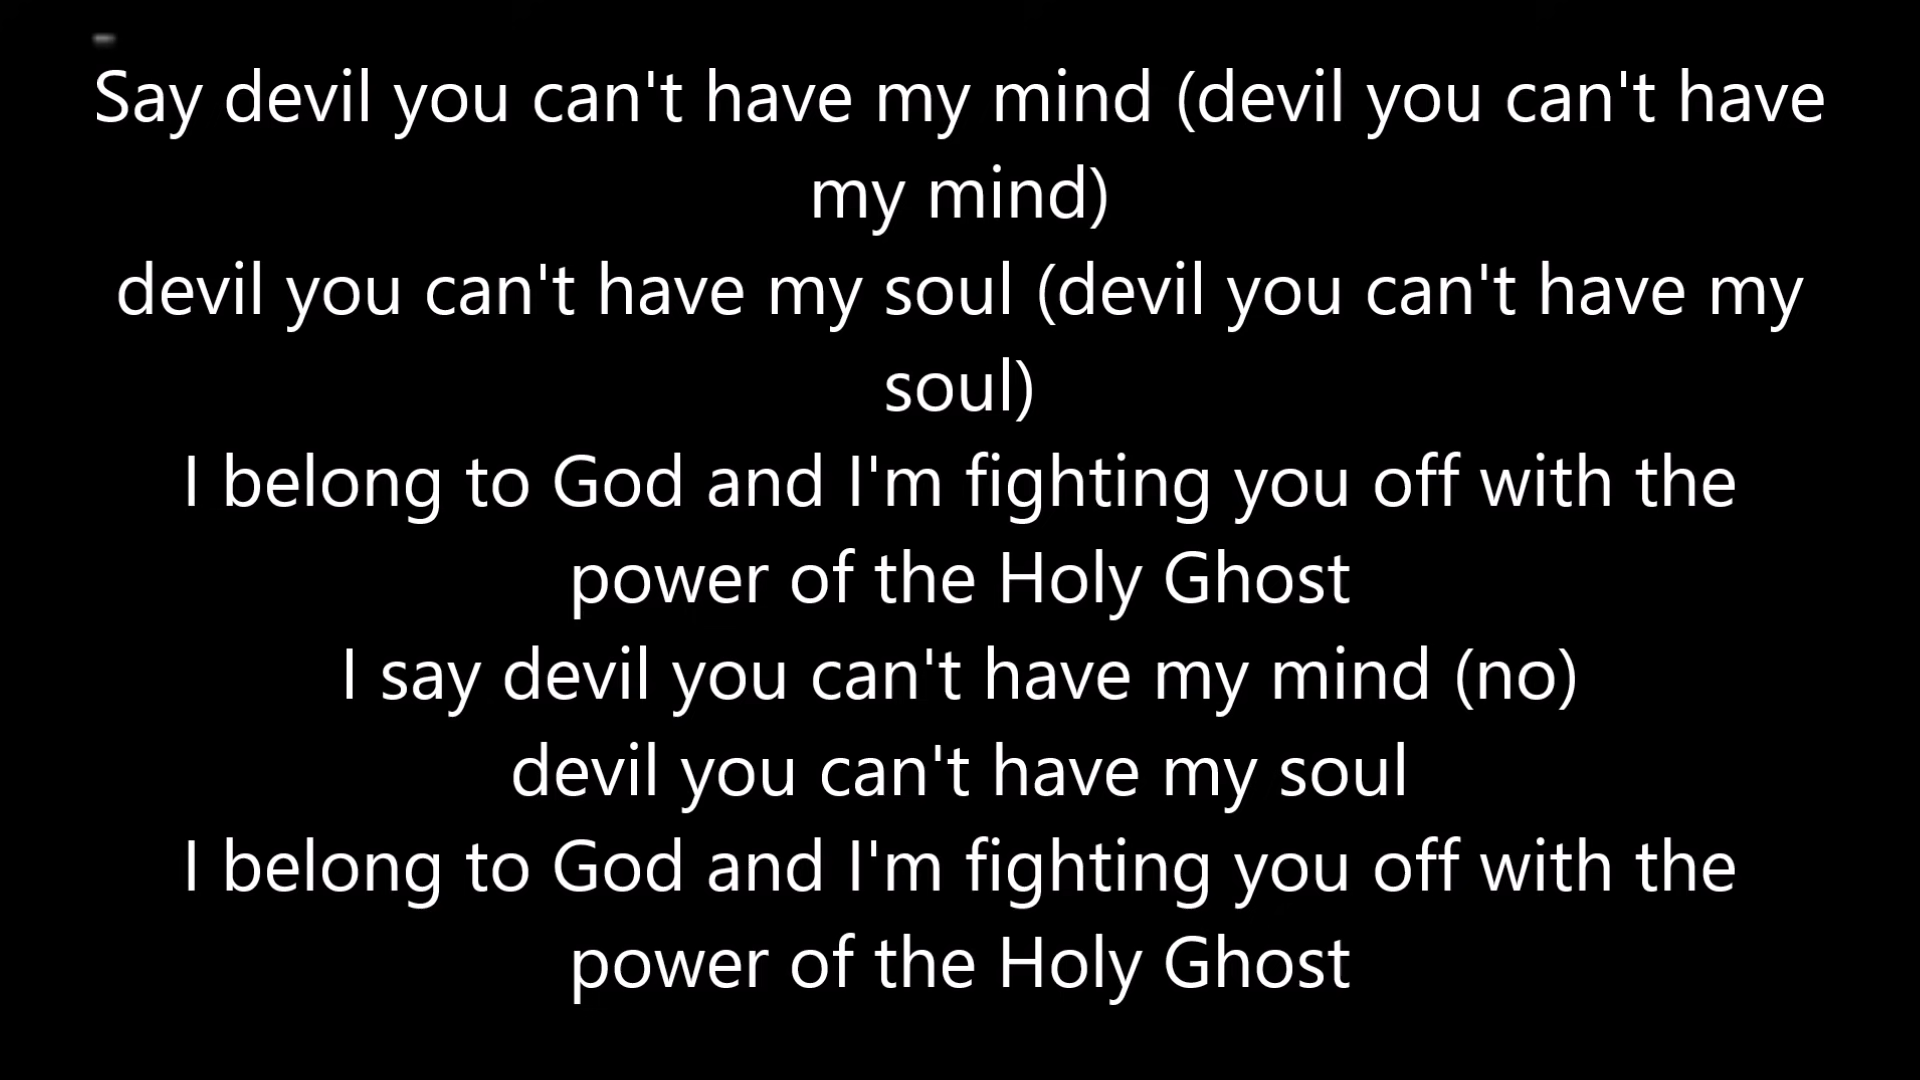 Say devil you can't have my mind (devil you can't have
my mind)
devil you can't have my soul (devil you can't have my
soul)
I belong to God and I'm fighting you off with the
power of the Holy Ghost
I say devil you can't have my mind (no)
devil you can't have my soul
I belong to God and I'm fighting you off with the
power of the Holy Ghost